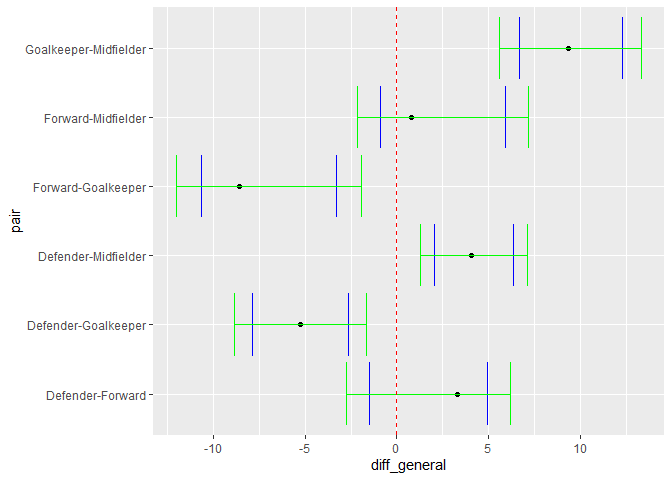 Goalkeeper-Midfielder
Forward-Midfielder
Forward-Goalkeeper
Defender-Midfielder
Defender-Goalkeeper
Defender-Forward
pair
-10 -5 0 5 10
diff_general